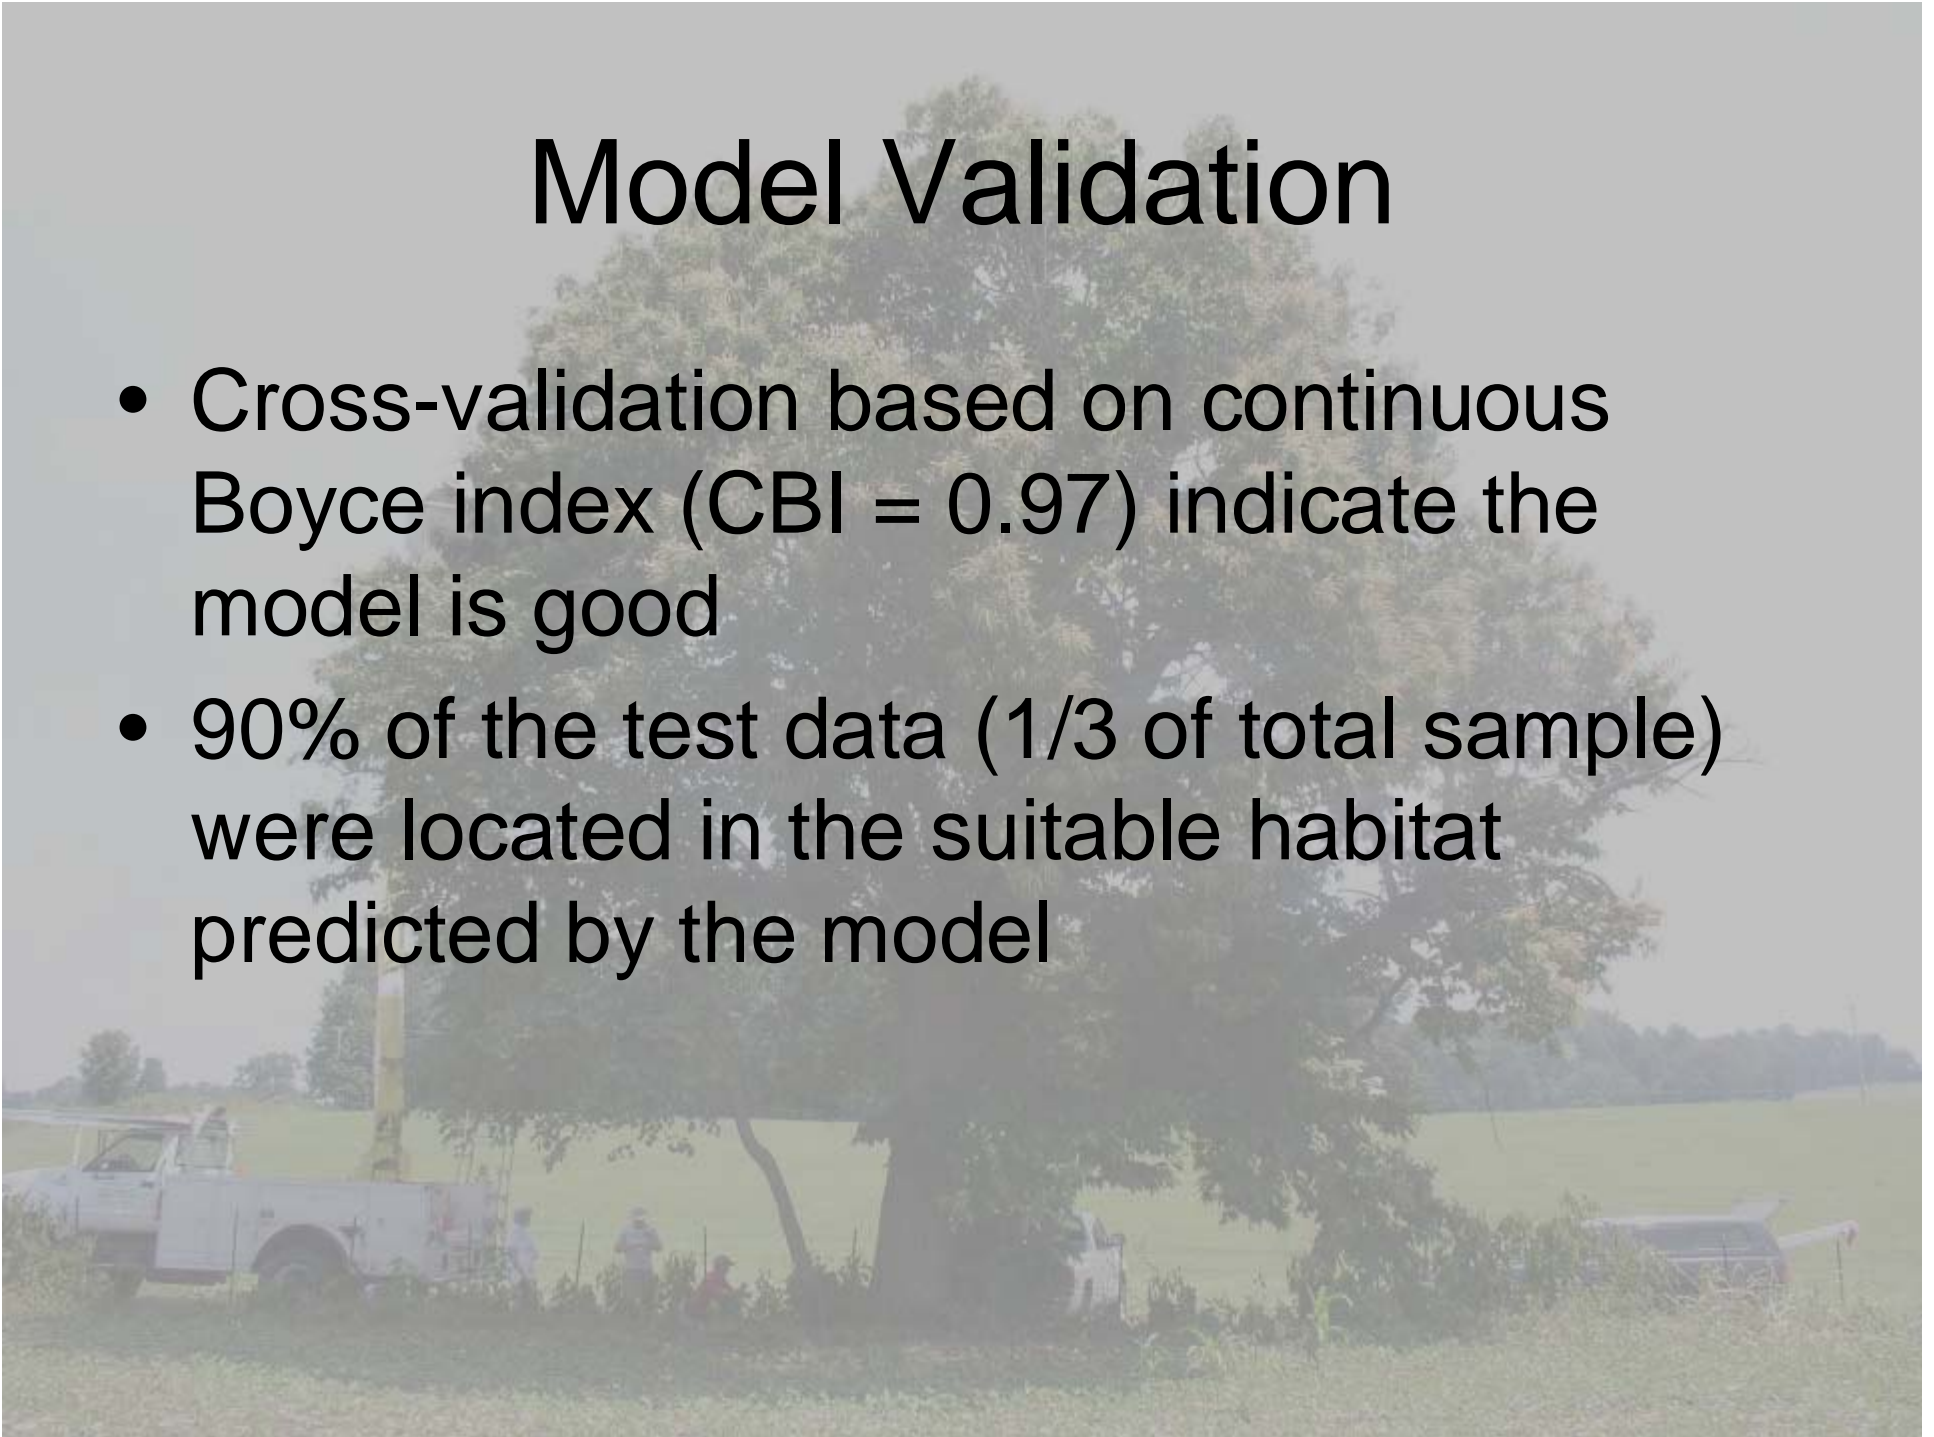 Model Validation
• Cross-validation based on continuous
Boyce index (CBI = 0.97) indicate the
model is good
• 90% of the test data (1/3 of total sample)
were located in the suitable habitat
predicted by the model